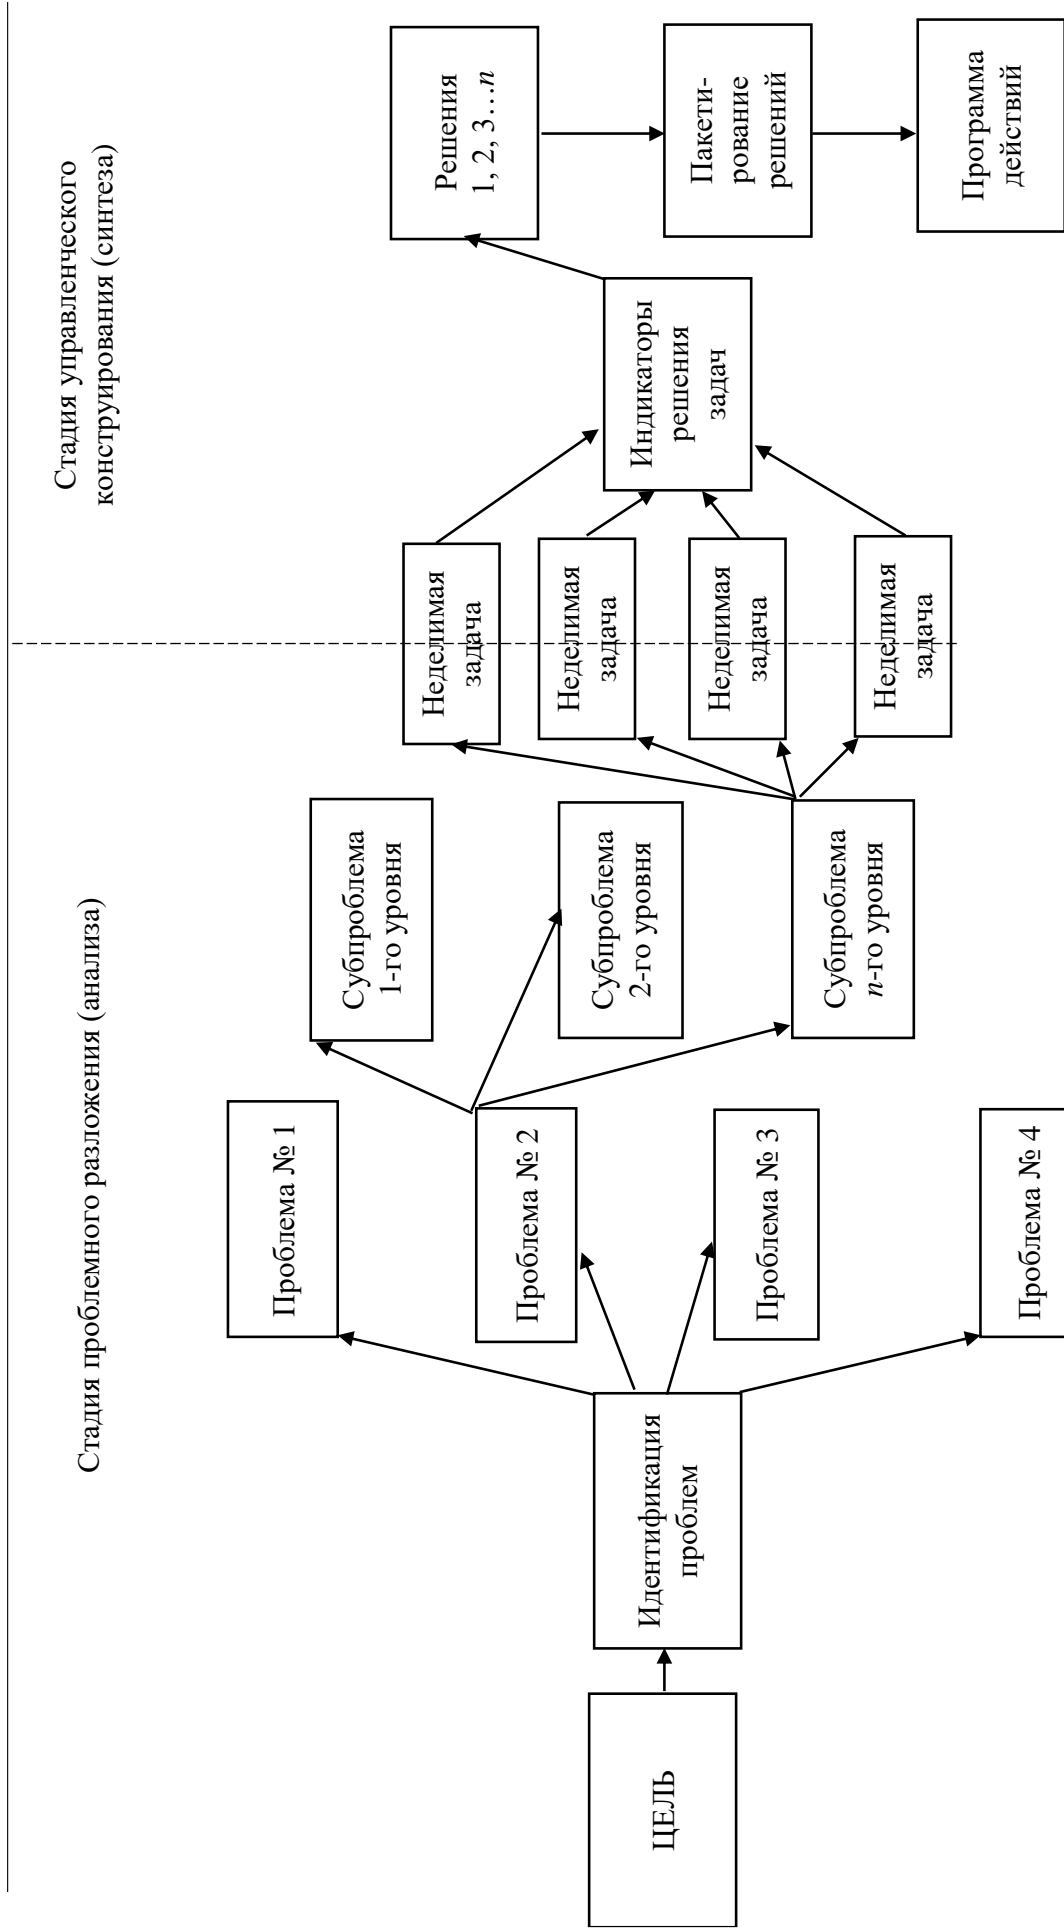 Стадия проблемного разложения (анализа)
Стадия управленческого
конструирования (синтеза)
ЦЕЛЬ
Идентификация
проблем
Проблема № 1
Проблема № 2
Проблема № 3
Проблема № 4
Субпроблема
1-го уровня
Субпроблема
2-го уровня
Субпроблема
n-го уровня
Неделимая
задача
Неделимая
задача
Неделимая
задача
Неделимая
задача
Индикаторы
решения
задач
Решения
1, 2, 3…n
Пакети-
рование
решений
Программа
действий